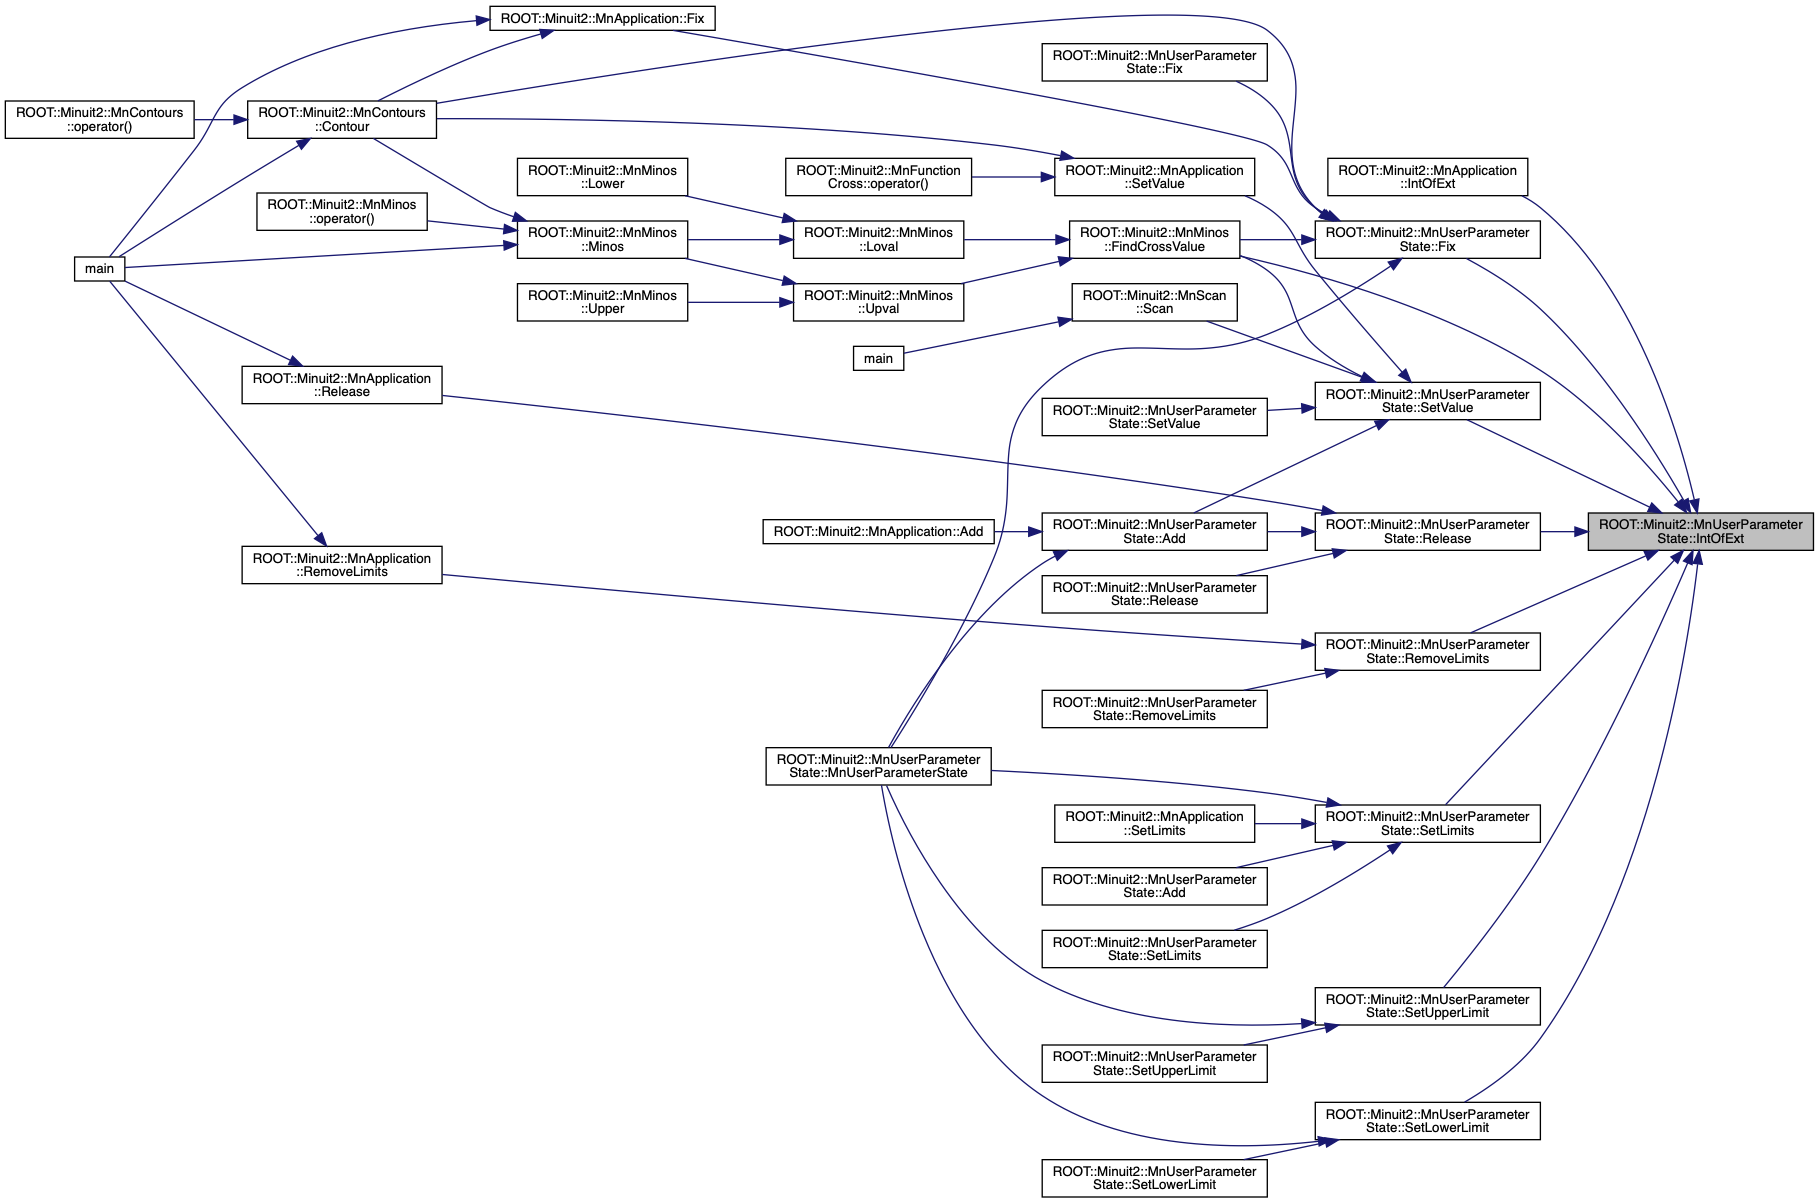 ROOT::Minuit2::MnApplication::Fix
ROOT::Minuit2::MnUserParameter
State::Fix
ROOT::Minuit2::MnContours
::operator()
ROOT::Minuit2::MnContours
::Contour
ROOT::Minuit2::MnMinos
::Lower
ROOT::Minuit2::MnFunction
Cross::operator()
ROOT::Minuit2::MnApplication
::SetValue
ROOT::Minuit2::MnApplication
::IntOfExt
ROOT::Minuit2::MnMinos
::operator()
ROOT::Minuit2::MnMinos
::Minos
ROOT::Minuit2::MnMinos
::Loval
ROOT::Minuit2::MnMinos
::FindCrossValue
ROOT::Minuit2::MnUserParameter
State::Fix
main
ROOT::Minuit2::MnMinos
::Upper
ROOT::Minuit2::MnMinos
::Upval
ROOT::Minuit2::MnScan
::Scan
main
ROOT::Minuit2::MnApplication
::Release
ROOT::Minuit2::MnUserParameter
State::SetValue
ROOT::Minuit2::MnUserParameter
State::SetValue
ROOT::Minuit2::MnApplication::Add
ROOT::Minuit2::MnUserParameter
State::Add
ROOT::Minuit2::MnUserParameter
State::Release
ROOT::Minuit2::MnUserParameter
State::IntOfExt
ROOT::Minuit2::MnApplication
::RemoveLimits
ROOT::Minuit2::MnUserParameter
State::Release
ROOT::Minuit2::MnUserParameter
State::RemoveLimits
ROOT::Minuit2::MnUserParameter
State::RemoveLimits
ROOT::Minuit2::MnUserParameter
State::MnUserParameterState
ROOT::Minuit2::MnApplication
::SetLimits
ROOT::Minuit2::MnUserParameter
State::SetLimits
ROOT::Minuit2::MnUserParameter
State::Add
ROOT::Minuit2::MnUserParameter
State::SetLimits
ROOT::Minuit2::MnUserParameter
State::SetUpperLimit
ROOT::Minuit2::MnUserParameter
State::SetUpperLimit
ROOT::Minuit2::MnUserParameter
State::SetLowerLimit
ROOT::Minuit2::MnUserParameter
State::SetLowerLimit